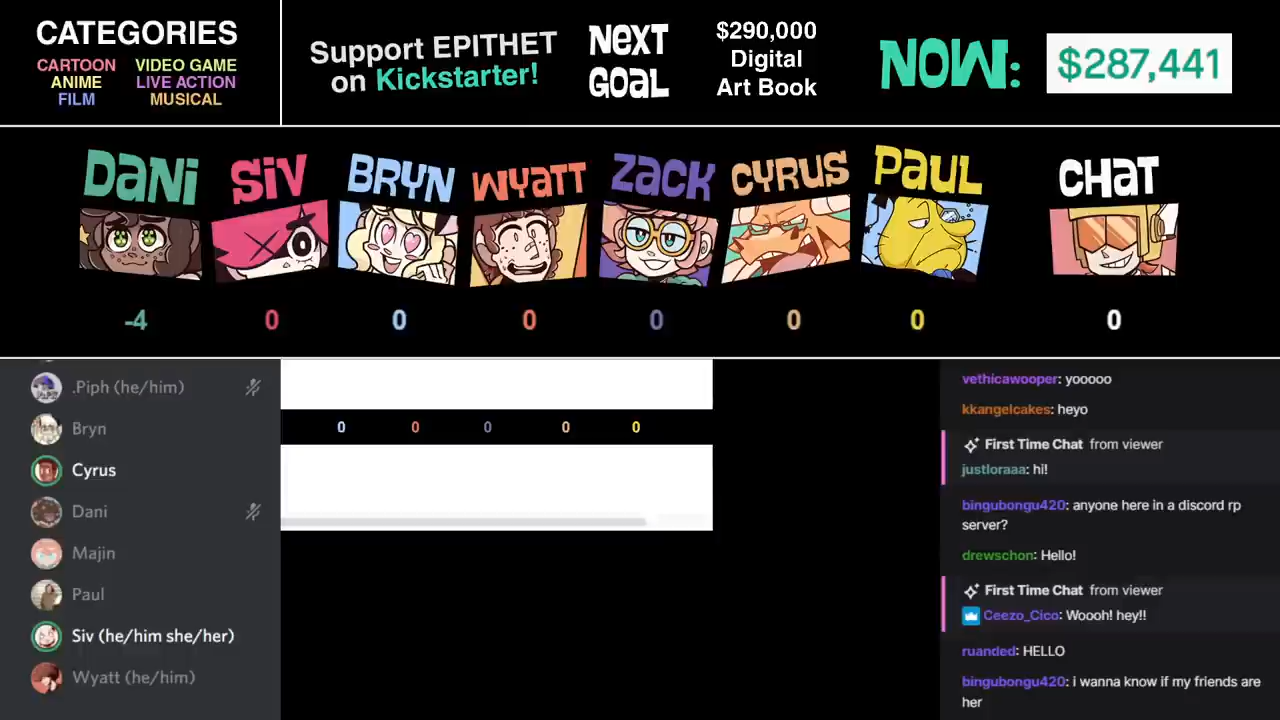 CATEGORIES
CARTOON
ANIME
FILM
VIDEO GAME
LIVE ACTION
MUSICAL
Support EPITHET
on Kickstarter!
NEXT
GOAL
$290,000
Digital
Art Book
NOW:
$287,441
DANI
SIV
BRYN
WYATT
ZACK
CYRUS
PAUL
CHAT
-4
0
0
0
0
0
0
0
.Piph (he/him)
Bryn
Cyrus
Dani
Majin
Paul
Siv (he/him she/her)
Wyatt (he/him)
0
0
0
0
0
vethicawooper: yooooo
kkangelcakes: heyo
First Time Chat from viewer
justloraaa: hi!
bingubongu420: anyone here in a discord rp
server?
drewschon: Hello!
First Time Chat from viewer
Ceezo_Cico: Woooh! hey!!
ruanded: HELLO
bingubongu420: i wanna know if my friends are
her